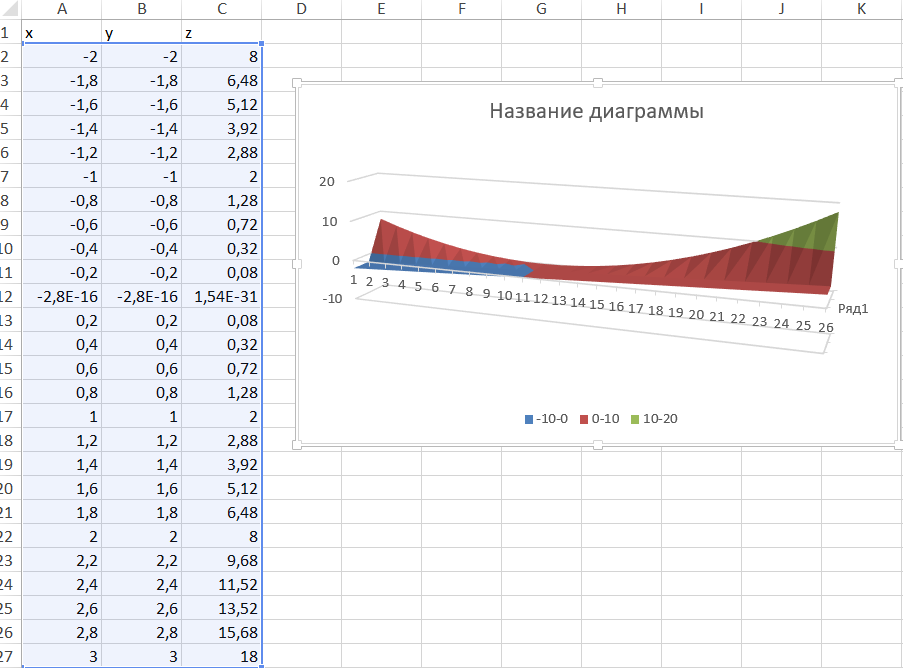 A B C D E F G H I J K
1 x y z
2 -2 -2 8
3 -1,8 -1,8 6,48
4 -1,6 -1,6 5,12
5 -1,4 -1,4 3,92
6 -1,2 -1,2 2,88
7 -1 -1 2
8 -0,8 -0,8 1,28
9 -0,6 -0,6 0,72
10 -0,4 -0,4 0,32
11 -0,2 -0,2 0,08
12 -2,8E-16 -2,8E-16 1,54E-31
13 0,2 0,2 0,08
14 0,4 0,4 0,32
15 0,6 0,6 0,72
16 0,8 0,8 1,28
17 1 1 2
18 1,2 1,2 2,88
19 1,4 1,4 3,92
20 1,6 1,6 5,12
21 1,8 1,8 6,48
22 2 2 8
23 2,2 2,2 9,68
24 2,4 2,4 11,52
25 2,6 2,6 13,52
26 2,8 2,8 15,68
27 3 3 18
Название диаграммы
20
10
0
-10
1 2 3 4 5 6 7 8 9 10 11 12 13 14 15 16 17 18 19 20 21 22 23 24 25 26
Ряд1
-10-0 0-10 10-20